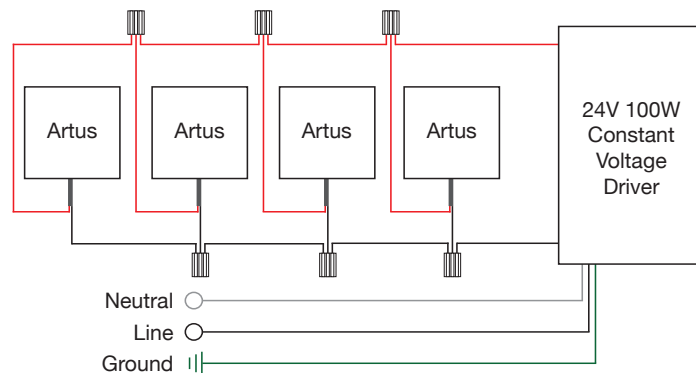 Artus
Artus
Artus
Artus
24V 100W
Constant
Voltage
Driver
Neutral
Line
Ground